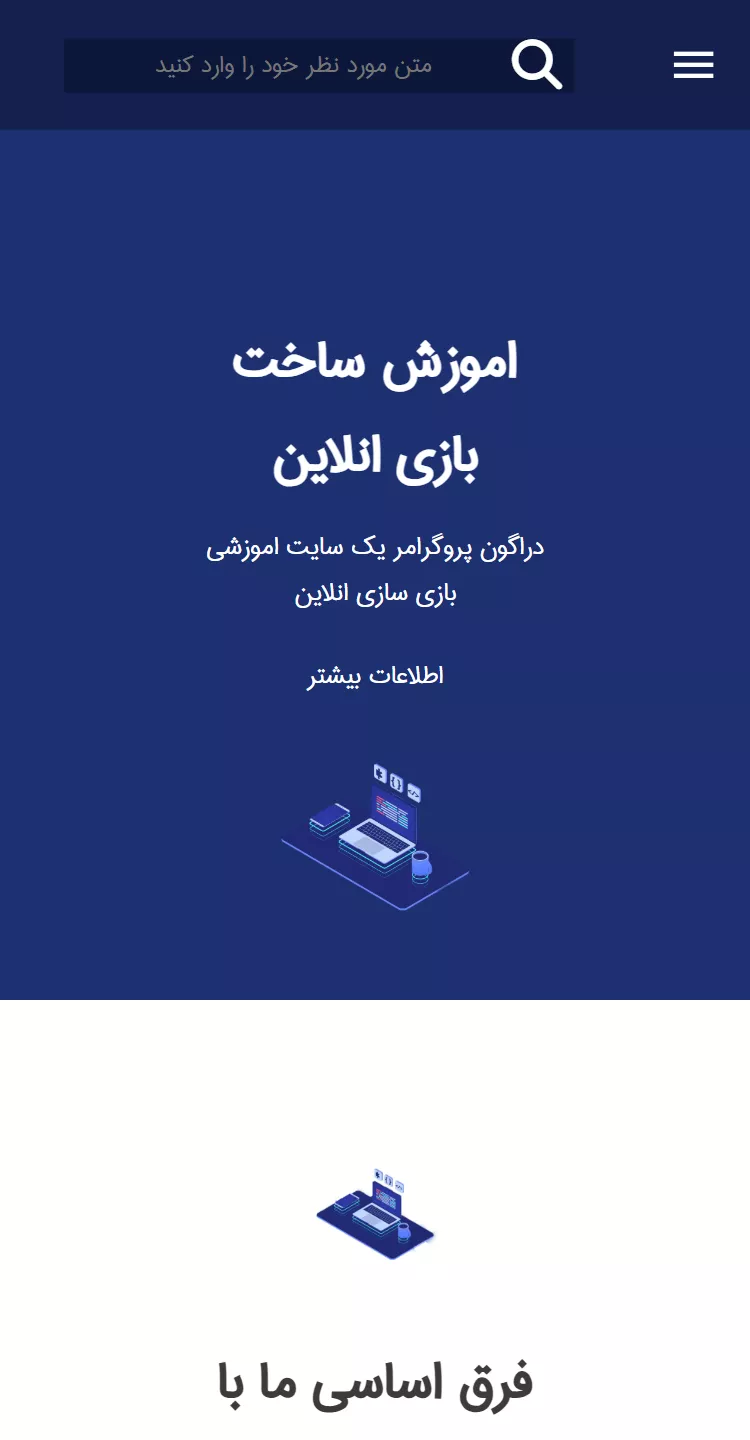 متن مورد نظر خود را وارد کنید
اموزش ساخت
بازی انلاین
دراگون پروگرامر یک سایت اموزشی
بازی سازی انلاین
اطلاعات بیشتر
فرق اساسی ما با